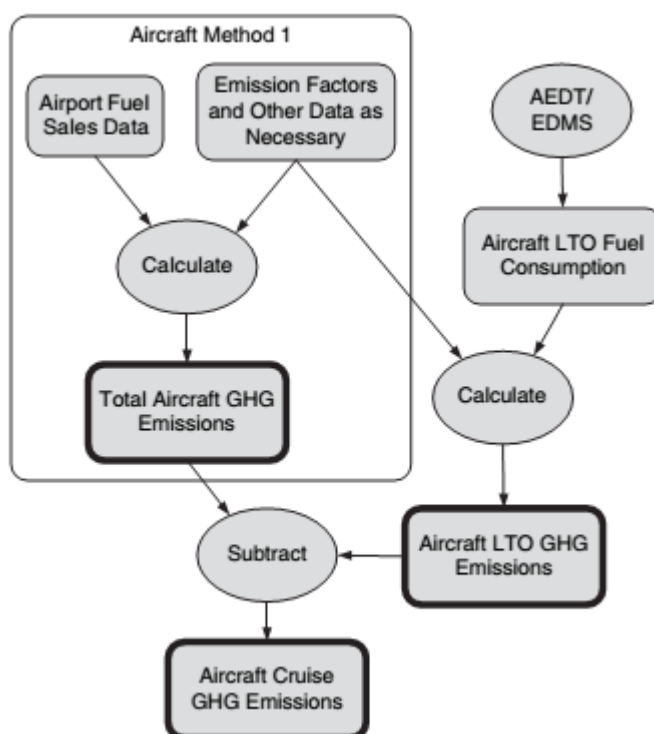 Aircraft Method 1
Airport Fuel
Sales Data
Emission Factors
and Other Data as
Necessary
AEDT/
EDMS
Calculate
Aircraft LTO Fuel
Consumption
Total Aircraft GHG
Emissions
Calculate
Subtract
Aircraft LTO GHG
Emissions
Aircraft Cruise
GHG Emissions